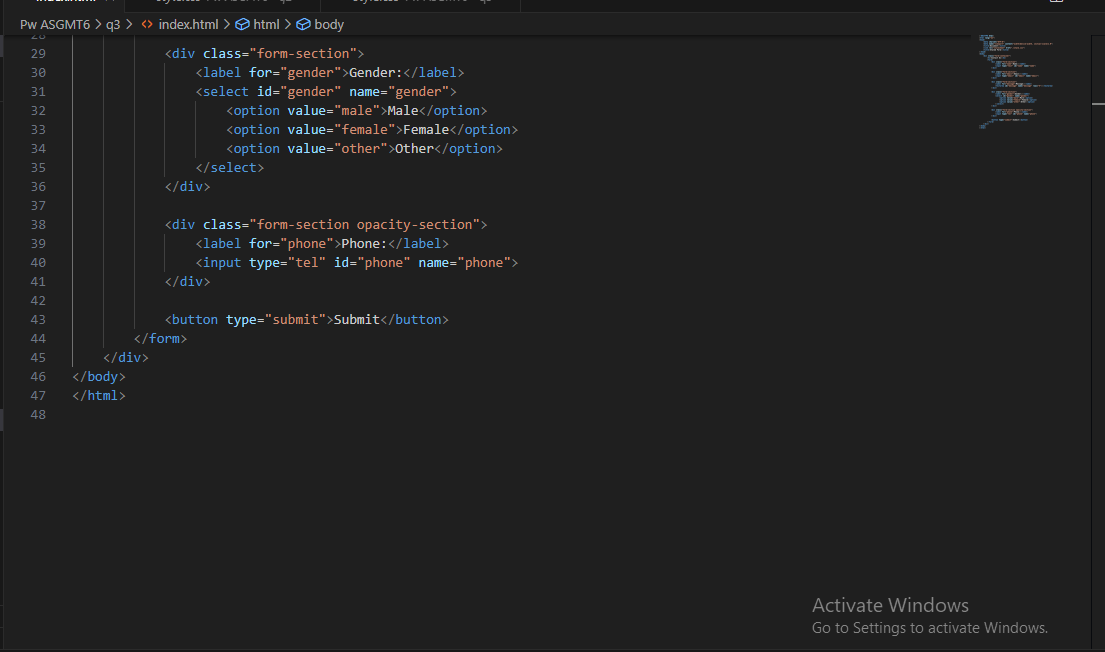 Pw ASGMT6 > q3 > <> index.html > html > body
28
29 <div class="form-section">
30 <label for="gender">Gender:</label>
31 <select id="gender" name="gender">
32 <option value="male">Male</option>
33 <option value="female">Female</option>
34 <option value="other">Other</option>
35 </select>
36 </div>
37
38 <div class="form-section opacity-section">
39 <label for="phone">Phone:</label>
40 <input type="tel" id="phone" name="phone">
41 </div>
42
43 <button type="submit">Submit</button>
44 </form>
45 </div>
46 </body>
47 </html>
48
Activate Windows
Go to Settings to activate Windows.